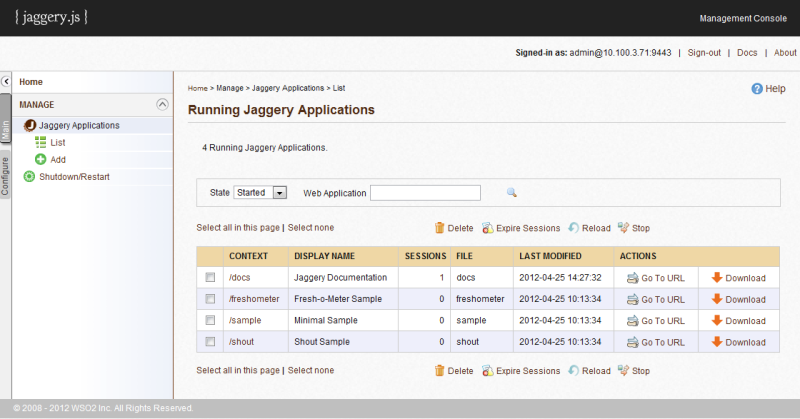 { jaggery.js }
Management Console
Signed-in as: admin@10.100.3.71:9443 | Sign-out | Docs | About
Home
MANAGE
Jaggery Applications
List
Add
Shutdown/Restart
Main
Configure
Home > Manage > Jaggery Applications > List
Help
Running Jaggery Applications
4 Running Jaggery Applications.
State Started Web Application
Select all in this page | Select none Delete Expire Sessions Reload Stop
CONTEXT DISPLAY NAME SESSIONS FILE LAST MODIFIED ACTIONS
/docs Jaggery Documentation 1 docs 2012-04-25 14:27:32 Go To URL Download
/freshometer Fresh-o-Meter Sample 0 freshometer 2012-04-25 10:13:34 Go To URL Download
/sample Minimal Sample 0 sample 2012-04-25 10:13:34 Go To URL Download
/shout Shout Sample 0 shout 2012-04-25 10:13:34 Go To URL Download
Select all in this page | Select none Delete Expire Sessions Reload Stop
© 2008 - 2012 WSO2 Inc. All Rights Reserved.